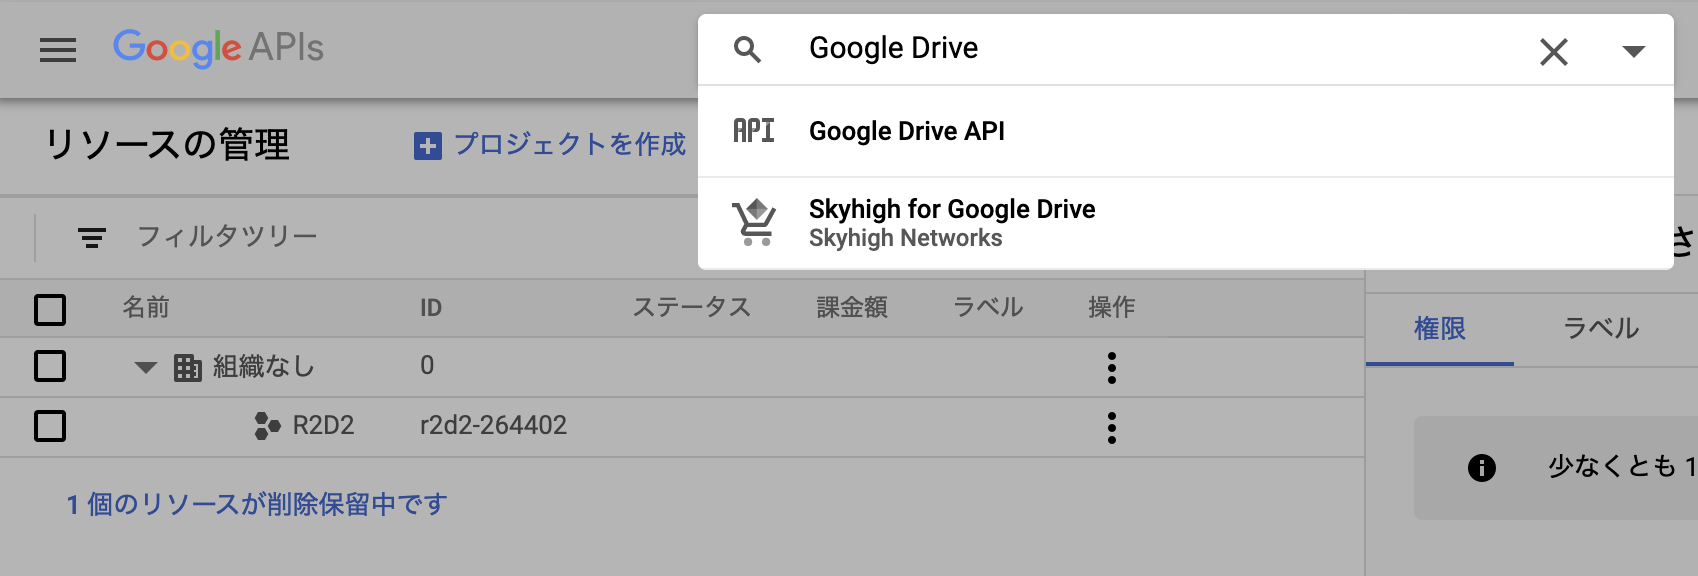 Google APIs
Google Drive
API Google Drive API
Skyhigh for Google Drive
Skyhigh Networks
リソースの管理
プロジェクトを作成
フィルタツリー
さ
名前 ID ステータス 課金額 ラベル 操作
組織なし 0
R2D2 r2d2-264402
1 個のリソースが削除保留中です
権限 ラベル
少なくとも 1